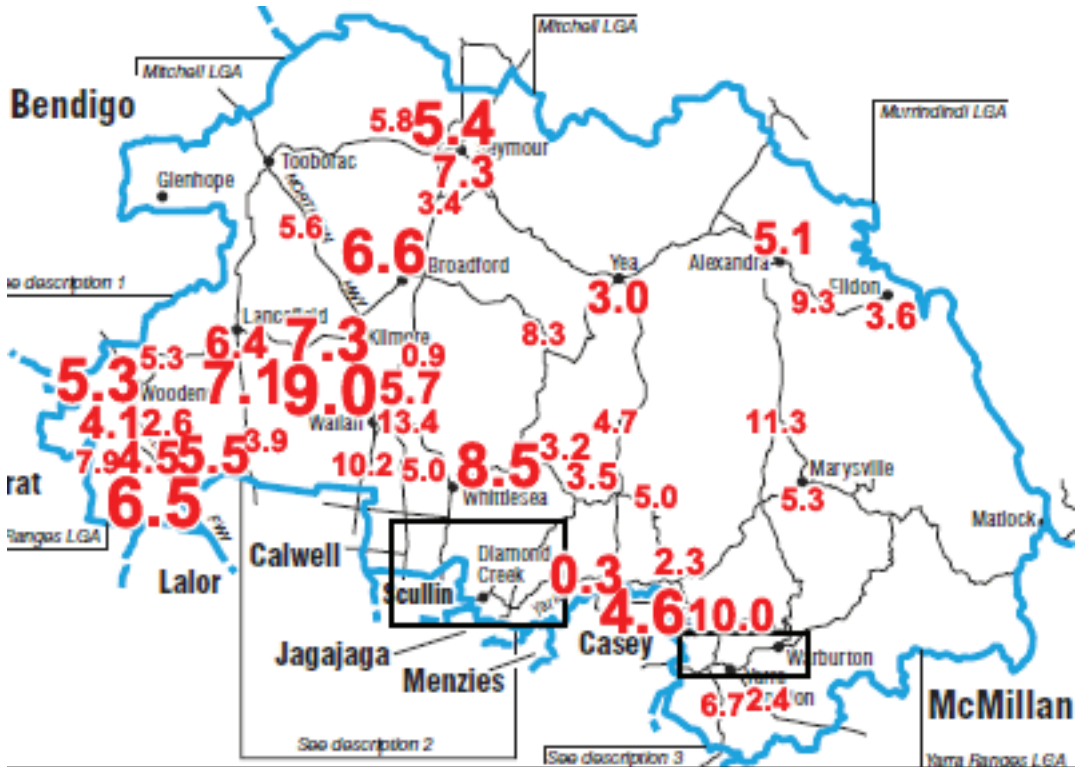 Mitchell LGA
Mitchell LGA
Bendigo
Murrindindi LGA
5.8
5.4
Tooborac
7.3
Glenhope
3.4
5.6
5.1
6.6
Broadford
Yea
Alexandra
3.0
9.3
3.6
See description 1
8.3
6.4
7.3
Kilmore
0.9
5.3
5.3
7.1
9.0
5.7
4.1
2.6
Wallan
13.4
4.7
11.3
3.9
7.9
4.5
5.5
10.2
5.0
8.5
3.2
3.5
Marysville
6.5
Whittlesea
5.0
5.3
Matlock
Ranges LGA
Calwell
Diamond
Creek
Lalor
Scullin
0.3
2.3
4.6
10.0
Jagajaga
Casey
Warburton
Menzies
6.7
2.4
McMillan
See description 2
See description 3
Yarra Ranges LGA